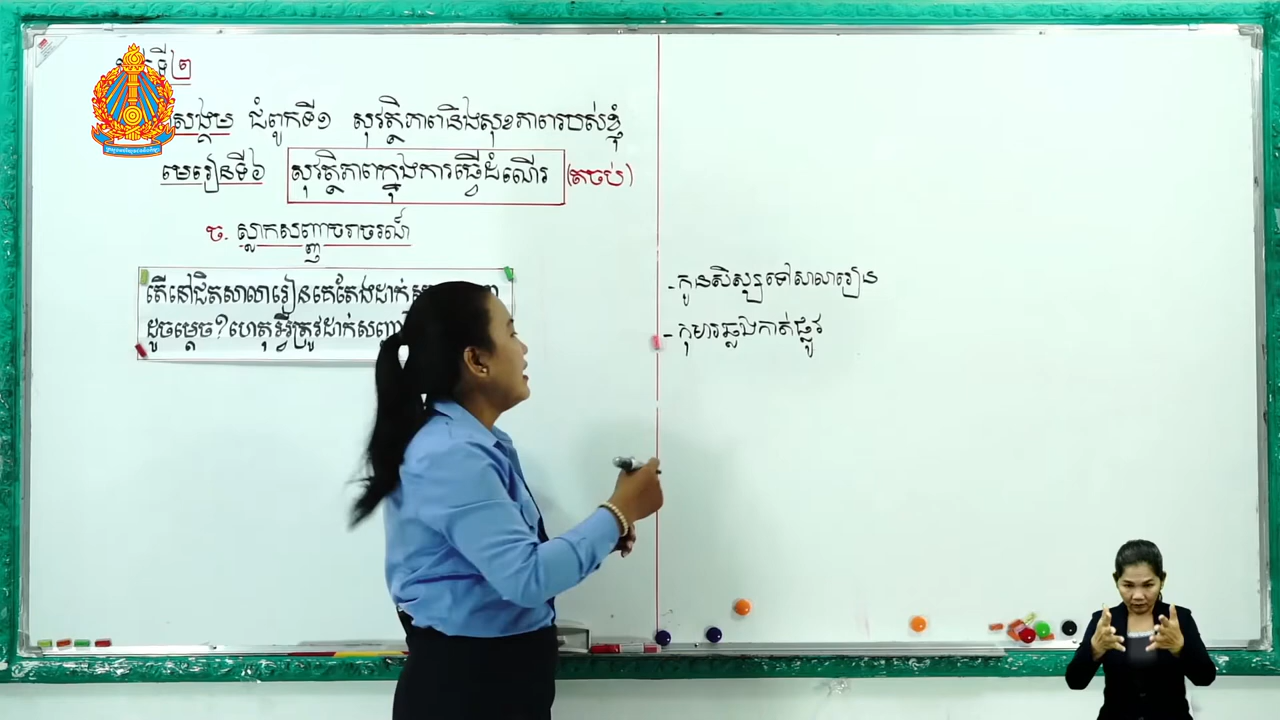 ទី២
សង្គម ជំពូកទី១ សុវត្ថិភាពនិងសុខភាពរបស់ខ្ញុំ
មេរៀនទី៦ សុវត្ថិភាពក្នុងការធ្វើដំណើរ (តចប់)
ច. ស្លាកសញ្ញាចរាចរណ៍
តើនៅជិតសាលារៀនគេតែងដាក់
ដូចម្ដេច?ហេតុអ្វីត្រូវដាក់សញ្ញា
-កូនសិស្សទៅសាលារៀន
-កុមារឆ្លងកាត់ផ្លូវ